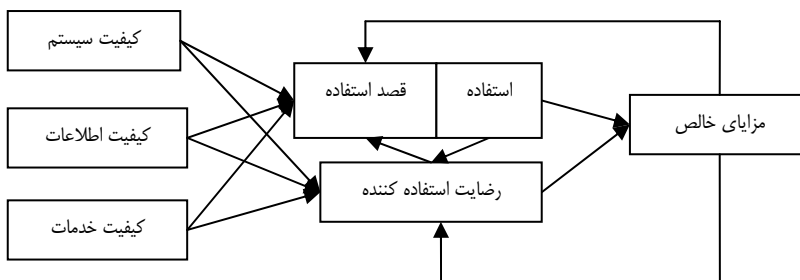 کیفیت سیستم
قصد استفاده
استفاده
کیفیت اطلاعات
مزایای خالص
رضایت استفاده کننده
کیفیت خدمات